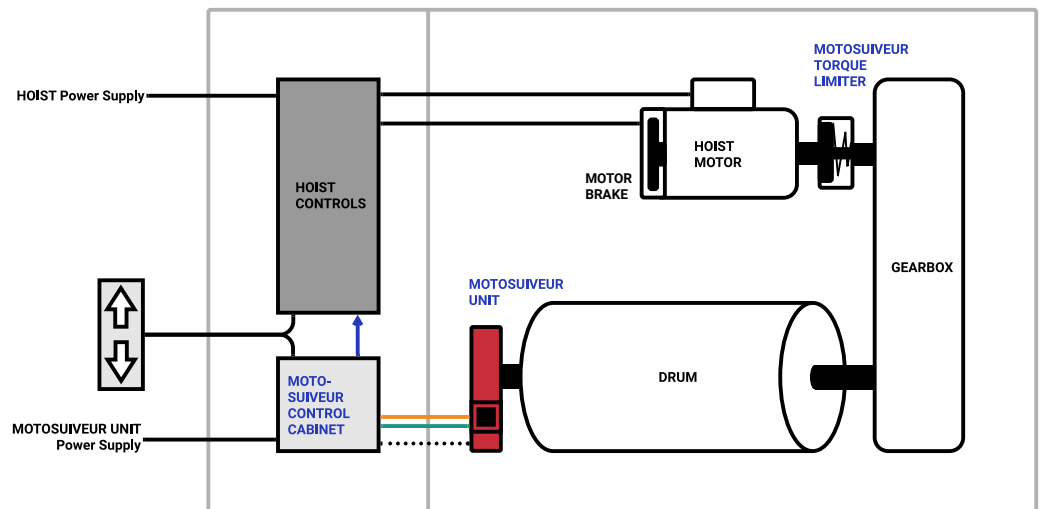 MOTOSUIVEUR
TORQUE
LIMITER
HOIST Power Supply
HOIST
MOTOR
MOTOR
BRAKE
HOIST
CONTROLS
GEARBOX
MOTOSUIVEUR
UNIT
DRUM
MOTO-
SUIVEUR
CONTROL
CABINET
MOTOSUIVEUR UNIT
Power Supply